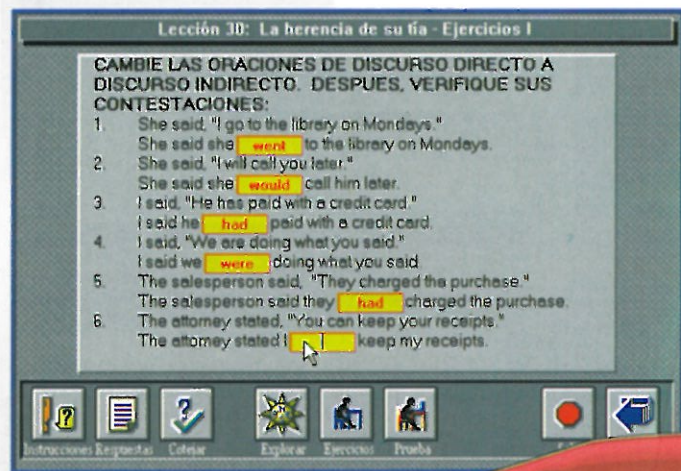 Lección 30: La herencia de su tía - Ejercicios I
CAMBIE LAS ORACIONES DE DISCURSO DIRECTO A
DISCURSO INDIRECTO. DESPUES, VERIFIQUE SUS
CONTESTACIONES:
1. She said, "I go to the library on Mondays."
She said she went to the library on Mondays.
2. She said, "I will call you later."
She said she would call him later.
3. I said, "He has paid with a credit card."
I said he had paid with a credit card.
4. I said, "We are doing what you said."
I said we were doing what you said.
5. The salesperson said, "They charged the purchase."
The salesperson said they had charged the purchase.
6. The attorney stated, "You can keep your receipts."
The attorney stated I keep my receipts.
Instrucciones Respuestas Cotejar Explorar Ejercicios Prueba